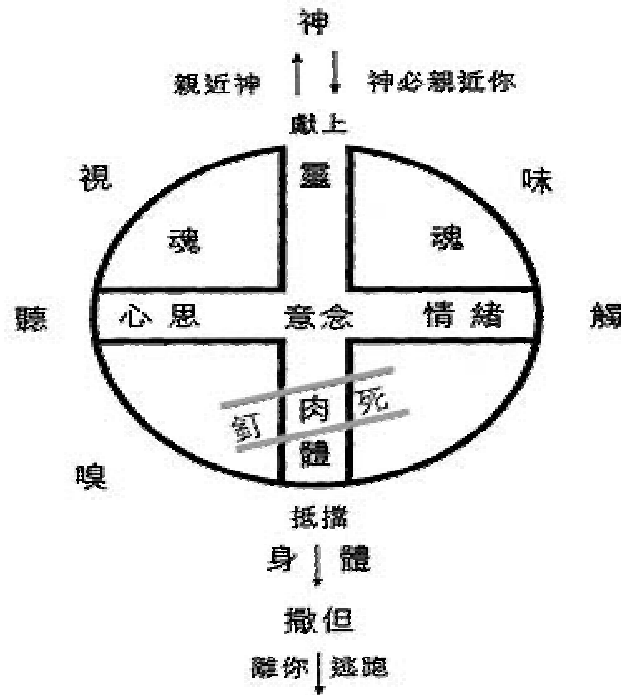 神
親近神 神必親近你
獻上
視 靈 味
魂 魂
聽 心思 意念 情緒 觸
釘 肉 死
體
嗅
抵擋
身 體
撒但
離你 逃跑